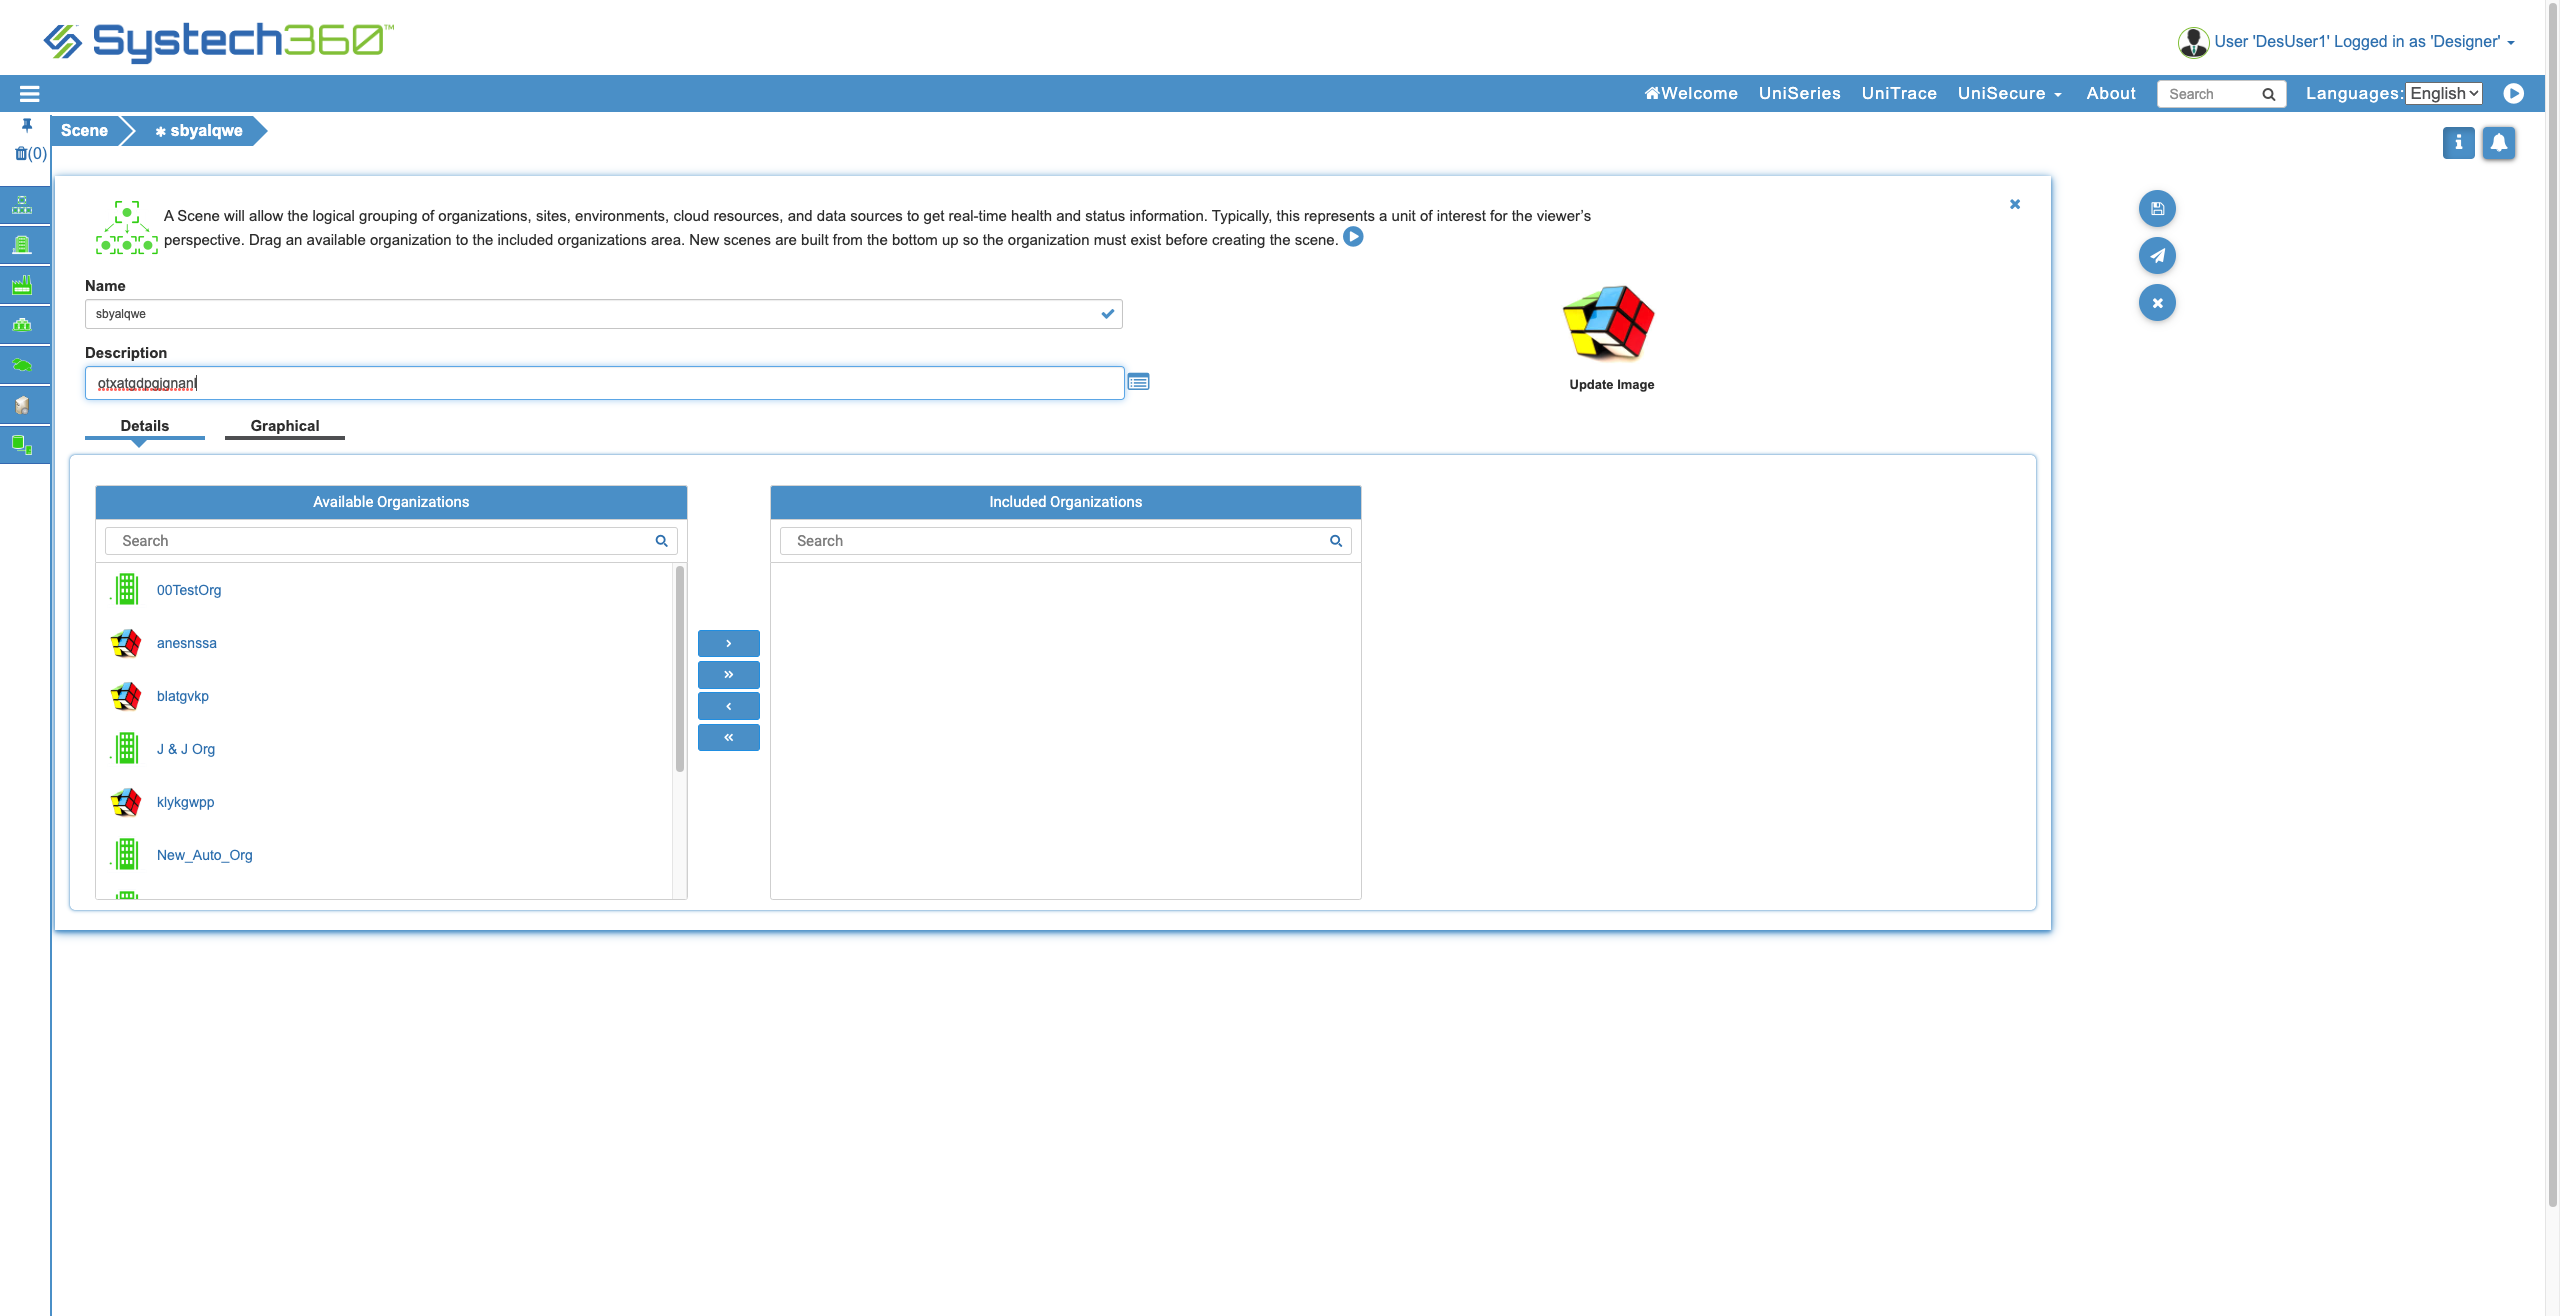 Systech360™
User 'DesUser1' Logged in as 'Designer'
Welcome UniSeries UniTrace UniSecure About Search Languages: English
Scene
✱ sbyalqwe
(0)
A Scene will allow the logical grouping of organizations, sites, environments, cloud resources, and data sources to get real-time health and status information. Typically, this represents a unit of interest for the viewer's
perspective. Drag an available organization to the included organizations area. New scenes are built from the bottom up so the organization must exist before creating the scene.
Name
sbyalqwe
Description
otxatgdpgignanl
Update Image
Details Graphical
Available Organizations
Search
00TestOrg
anesnssa
blatgvkp
J & J Org
klykgwpp
New_Auto_Org
›
»
‹
«
Included Organizations
Search